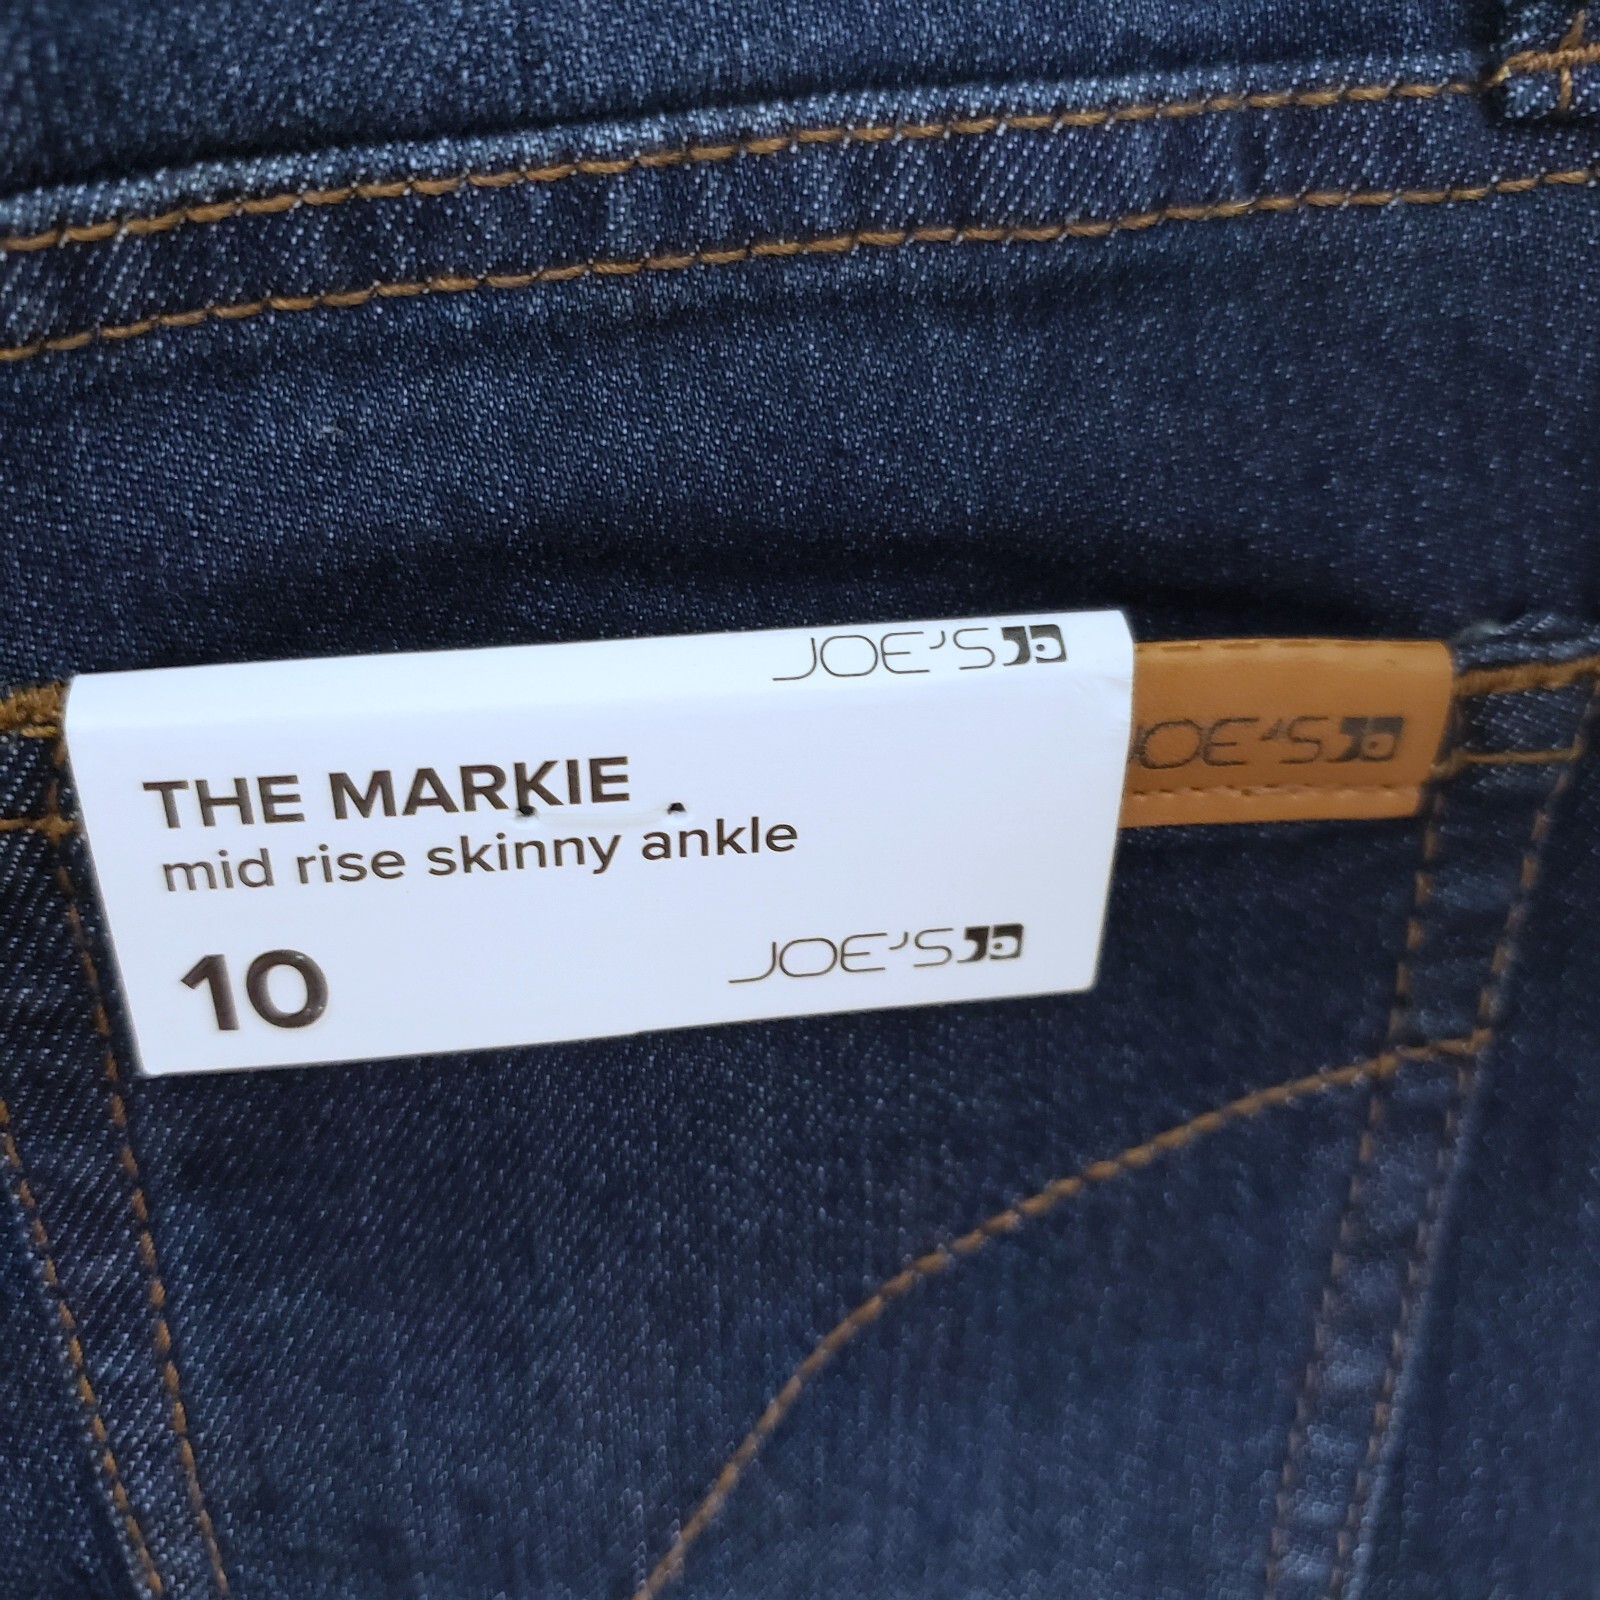 JOE'S
JOE'S
THE MARKIE
mid rise skinny ankle
10
JOE'S